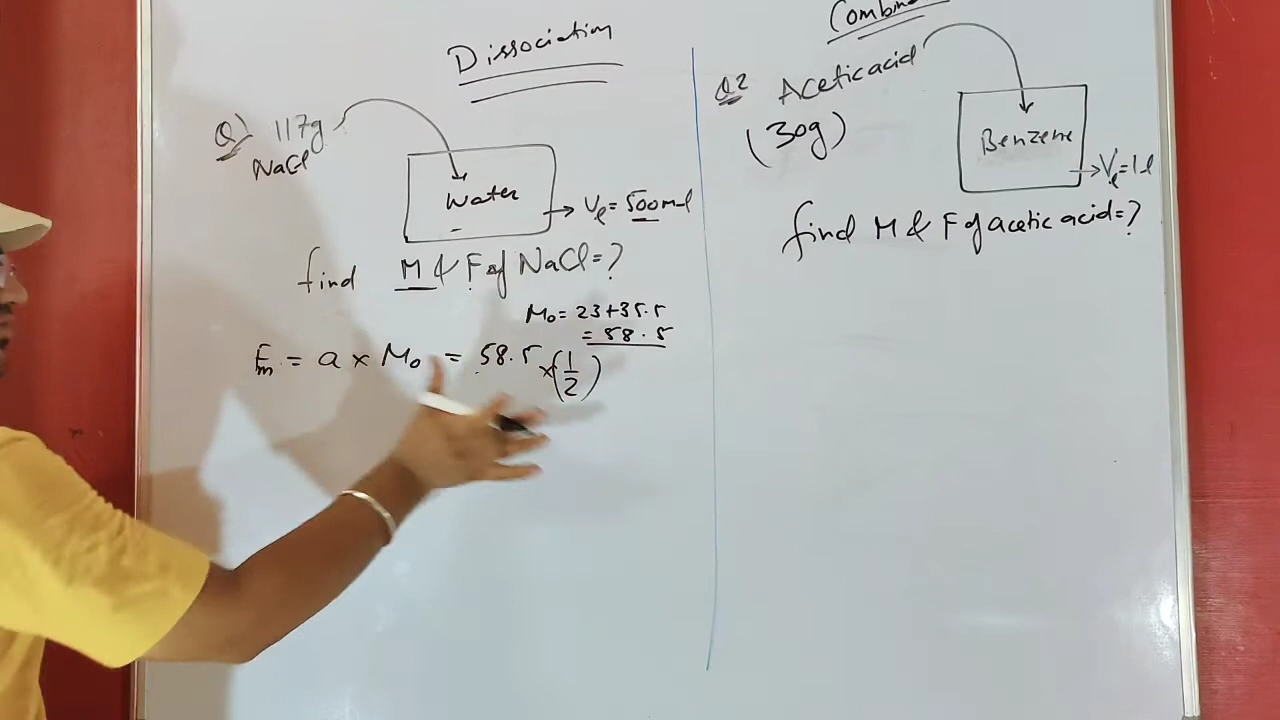 Dissociation
Q) 117g
NaCl
Water
Vl = 500ml
find M & F of NaCl = ?
Mo = 23+35.5
= 58.5
Fm = a × Mo = 58.5 × (1/2)
Q2 Acetic acid
(30g)
Benzene
Vl = 1l
find M & F of acetic acid = ?